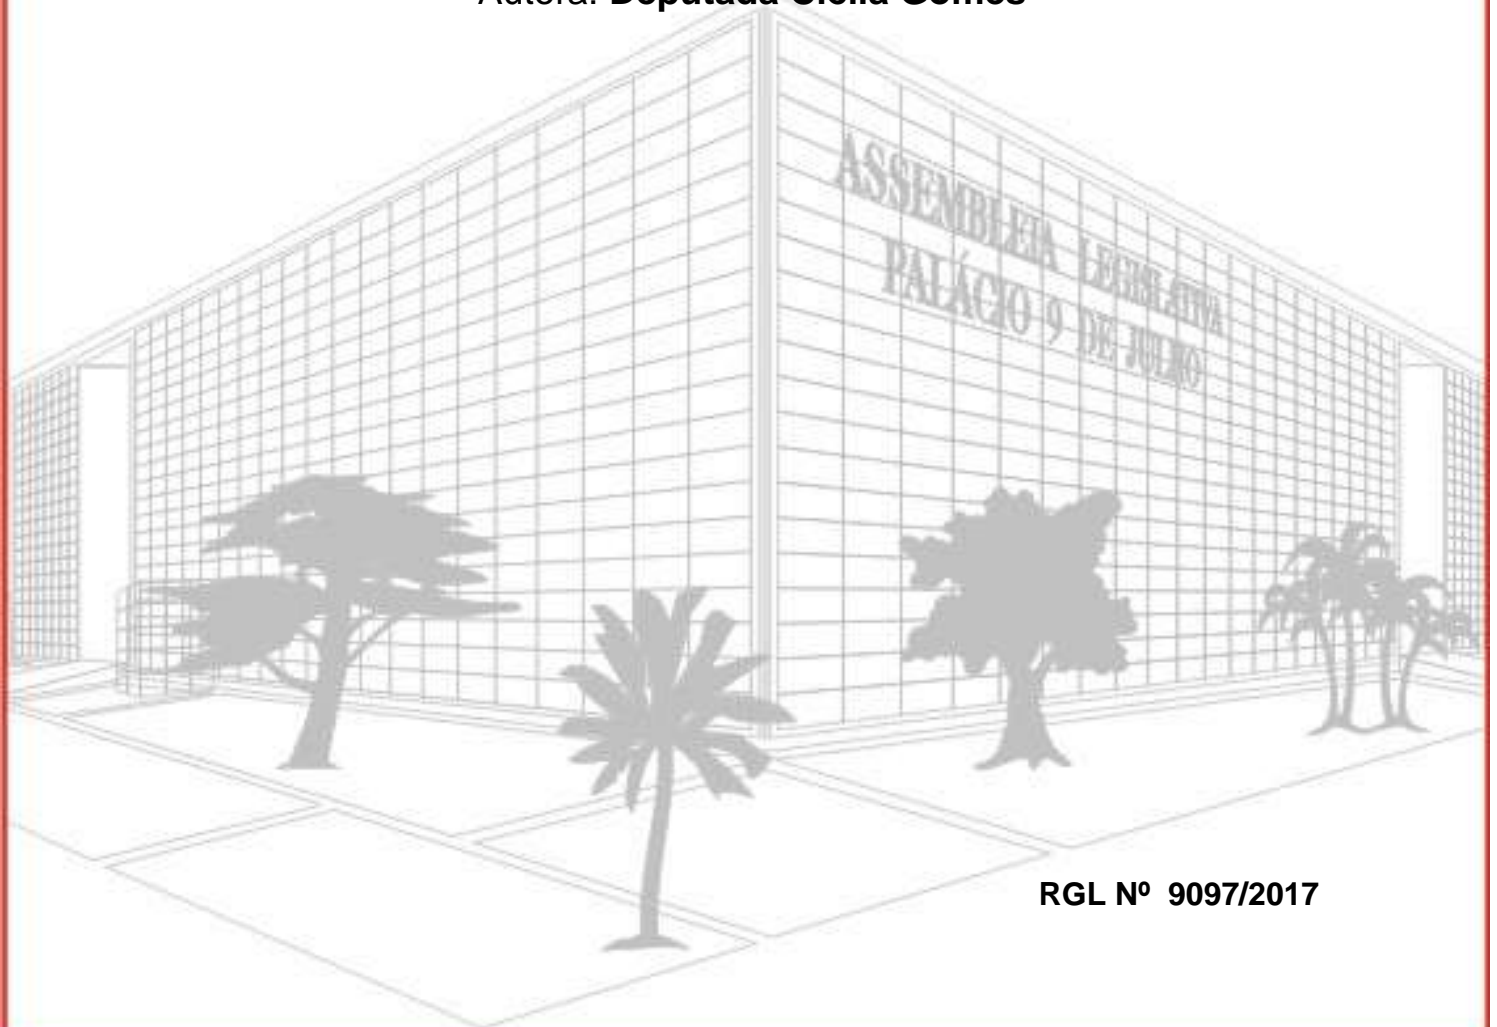 Autora: Deputada Clélia Gomes
ASSEMBLEIA LEGISLATIVA
PALÁCIO 9 DE JULHO
RGL Nº 9097/2017